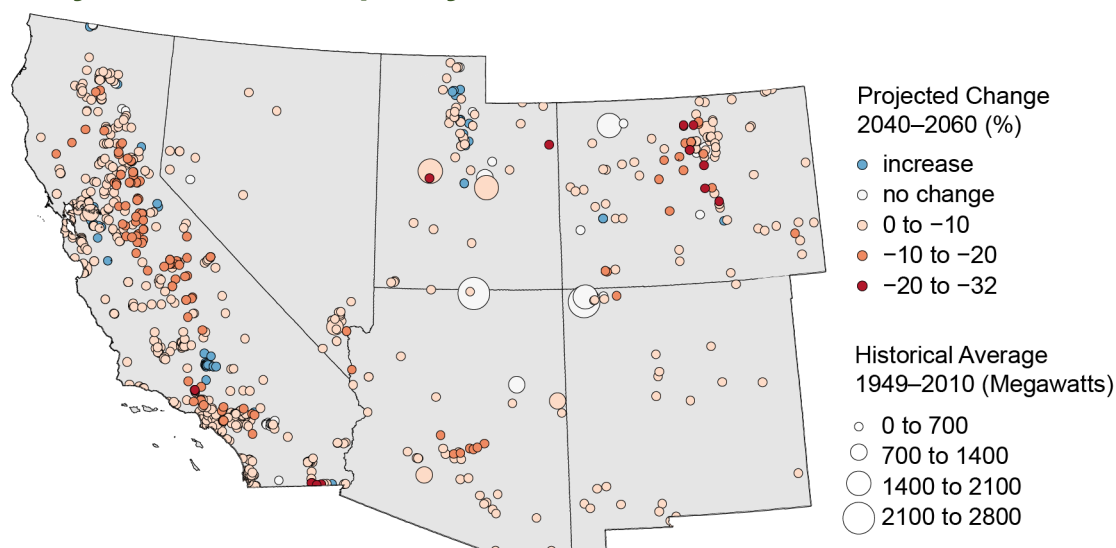 Projected Change
2040–2060 (%)
increase
no change
0 to −10
−10 to −20
−20 to −32
Historical Average
1949–2010 (Megawatts)
0 to 700
700 to 1400
1400 to 2100
2100 to 2800